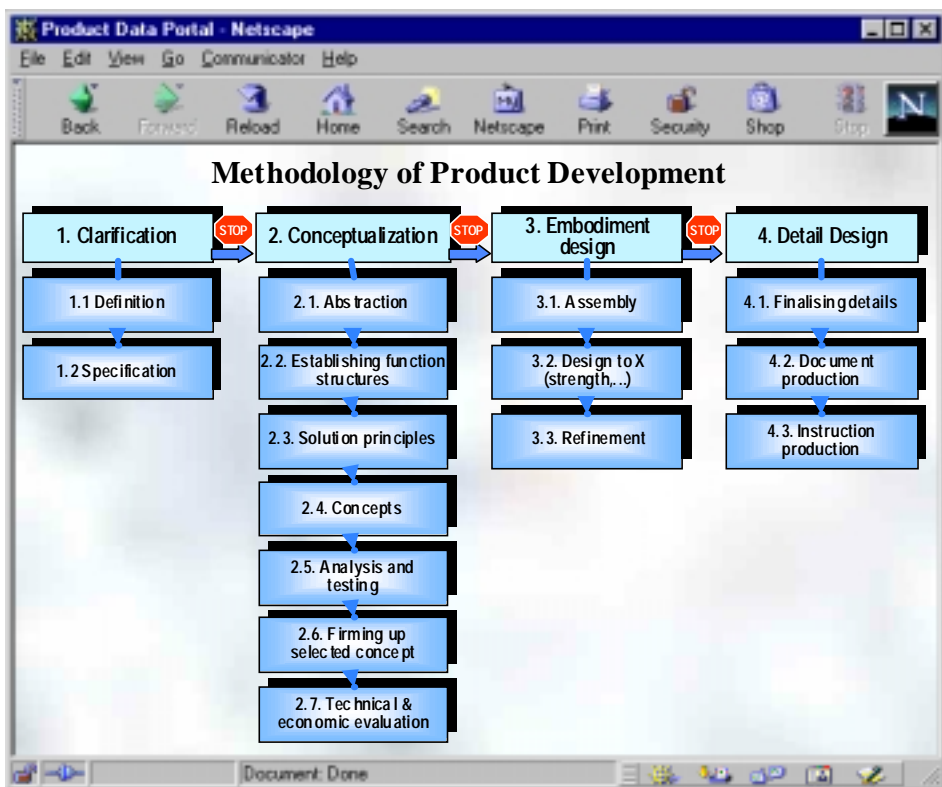 Product Data Portal - Netscape
File Edit View Go Communicator Help
Back Forward Reload Home Search Netscape Print Security Shop Stop
My
N
Methodology of Product Development
1. Clarification
STOP
2. Conceptualization
STOP
3. Embodiment
design
STOP
4. Detail Design
1.1 Definition
1.2 Specification
2.1. Abstraction
2.2. Establishing function
structures
2.3. Solution principles
2.4. Concepts
2.5. Analysis and
testing
2.6. Firming up
selected concept
2.7. Technical &
economic evaluation
3.1. Assembly
3.2. Design to X
(strength,...)
3.3. Refinement
4.1. Finalising details
4.2. Document
production
4.3. Instruction
production
Document: Done